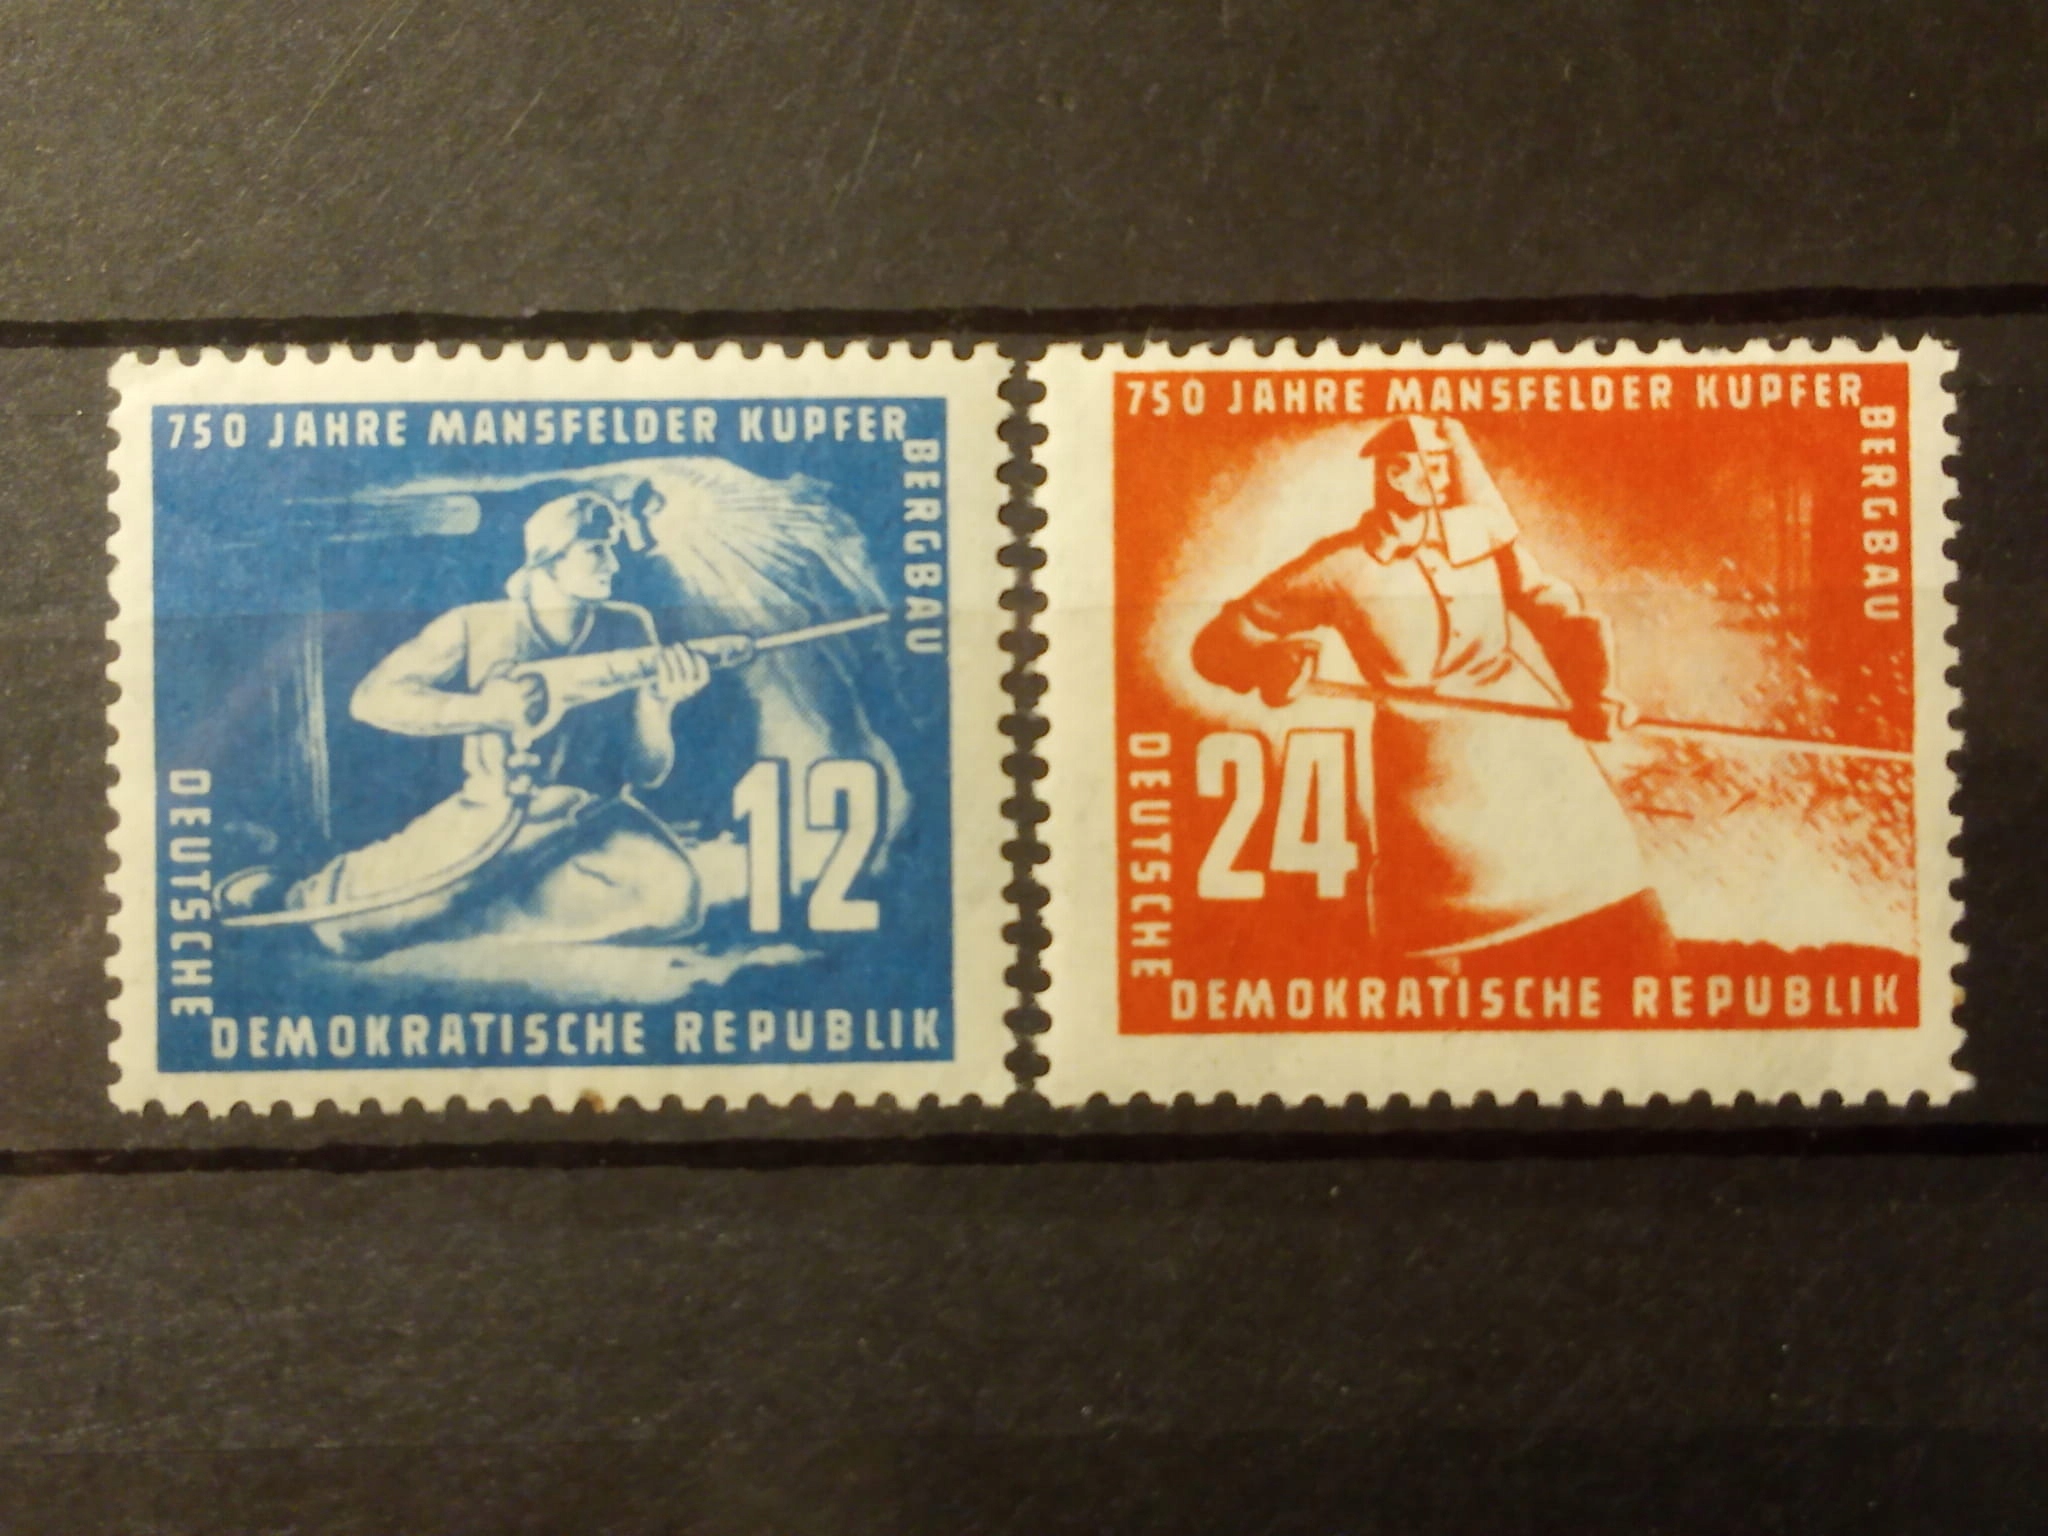 750 JAHRE MANSFELDER KUPFER
BERGBAU
12
DEUTSCHE
DEMOKRATISCHE REPUBLIK
750 JAHRE MANSFELDER KUPFER
BERGBAU
24
DEUTSCHE
DEMOKRATISCHE REPUBLIK